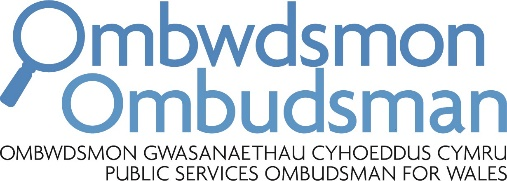 Ombwdsmon
Ombudsman
OMBWDSMON GWASANAETHAU CYHOEDDUS CYMRU
PUBLIC SERVICES OMBUDSMAN FOR WALES